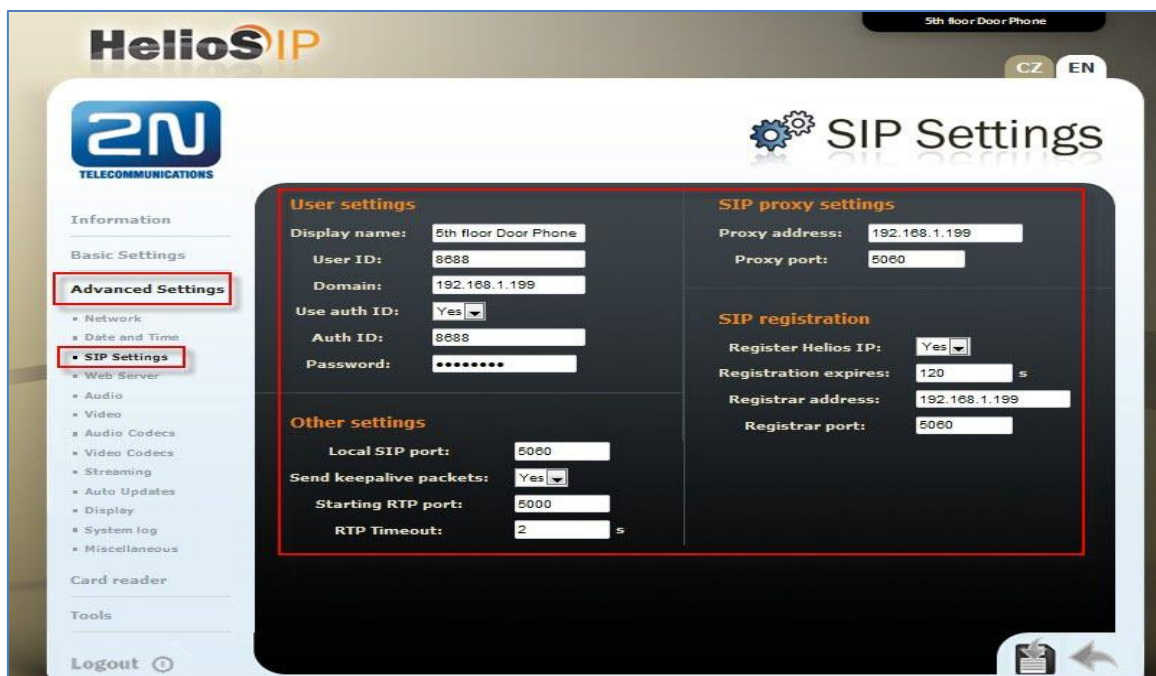 5th floor Door Phone
HelioS IP
CZ EN
2N
TELECOMMUNICATIONS
SIP Settings
Information
Basic Settings
Advanced Settings
Network
Date and Time
SIP Settings
Web Server
Audio
Video
Audio Codecs
Video Codecs
Streaming
Auto Updates
Display
System log
Miscellaneous
Card reader
Tools
Logout
User settings
Display name: 5th floor Door Phone
User ID: 8688
Domain: 192.168.1.199
Use auth ID: Yes
Auth ID: 8688
Password: ••••••••
Other settings
Local SIP port: 5060
Send keepalive packets: Yes
Starting RTP port: 5000
RTP Timeout: 2 s
SIP proxy settings
Proxy address: 192.168.1.199
Proxy port: 5060
SIP registration
Register Helios IP: Yes
Registration expires: 120 s
Registrar address: 192.168.1.199
Registrar port: 5060